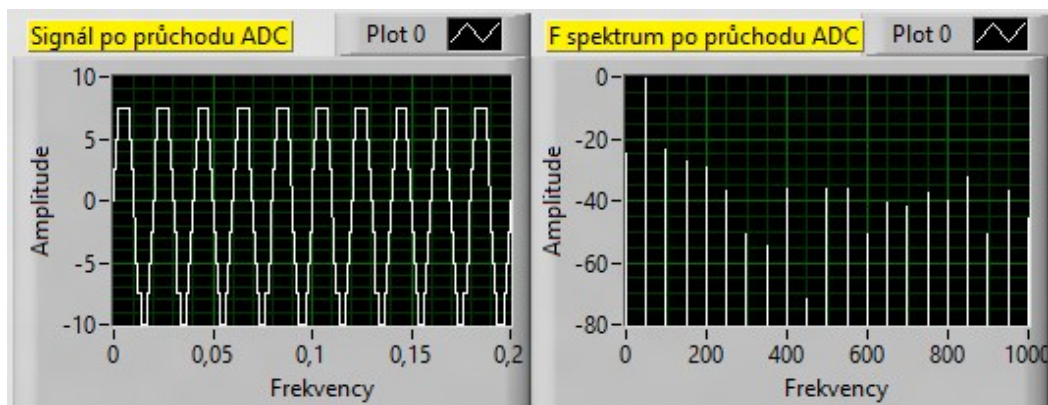 Signál po průchodu ADC
Plot 0
Amplitude
10
5
0
-5
-10
0
0,05
0,1
0,15
0,2
Frekvency
F spektrum po průchodu ADC
Plot 0
Amplitude
0
-20
-40
-60
-80
0
200
400
600
800
1000
Frekvency